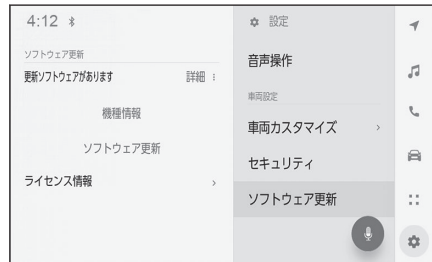 4:12
ソフトウェア更新
更新ソフトウェアがあります 詳細
機種情報
ソフトウェア更新
ライセンス情報
設定
音声操作
車両設定
車両カスタマイズ
セキュリティ
ソフトウェア更新